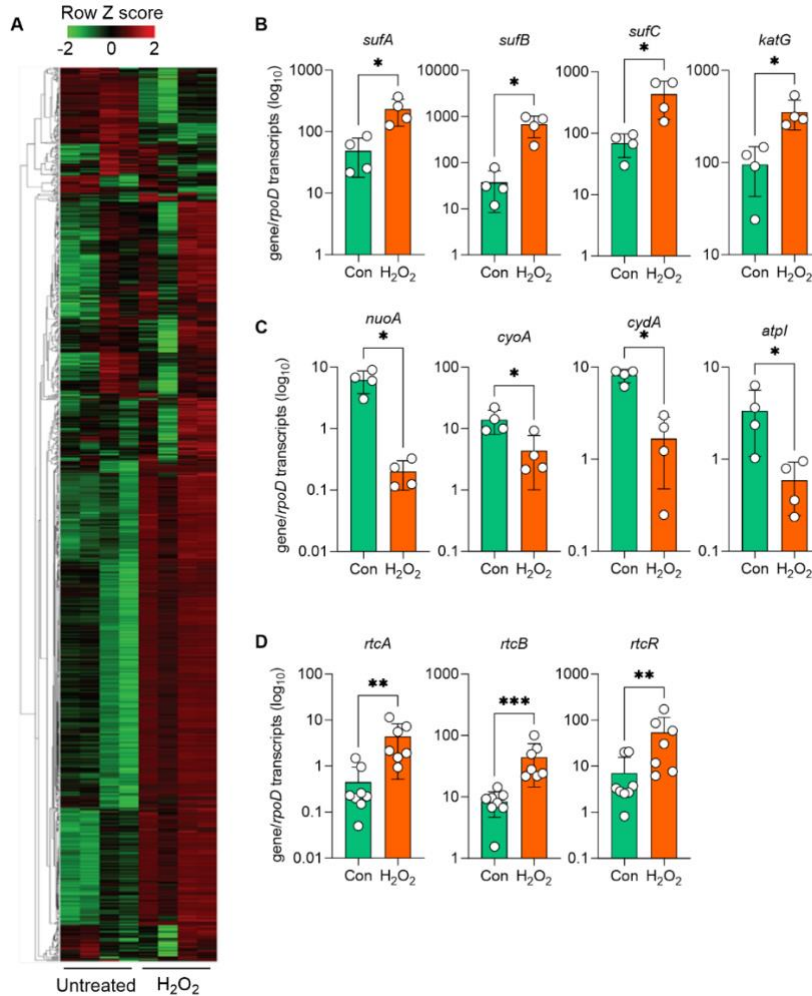 A
Row Z score
-2 0 2
Untreated H₂O₂
B
gene/rpoD transcripts (log₁₀)
sufA
*
1000
100
10
1
Con H₂O₂
sufB
*
10000
1000
100
10
1
Con H₂O₂
sufC
*
1000
100
10
1
Con H₂O₂
katG
*
1000
100
10
Con H₂O₂
C
gene/rpoD transcripts (log₁₀)
nuoA
*
10
1
0.1
0.01
Con H₂O₂
cyoA
*
100
10
1
0.1
Con H₂O₂
cydA
*
10
1
0.1
Con H₂O₂
atpI
*
10
1
0.1
Con H₂O₂
D
gene/rpoD transcripts (log₁₀)
rtcA
**
100
10
1
0.1
0.01
Con H₂O₂
rtcB
***
1000
100
10
1
Con H₂O₂
rtcR
**
1000
100
10
1
0.1
Con H₂O₂